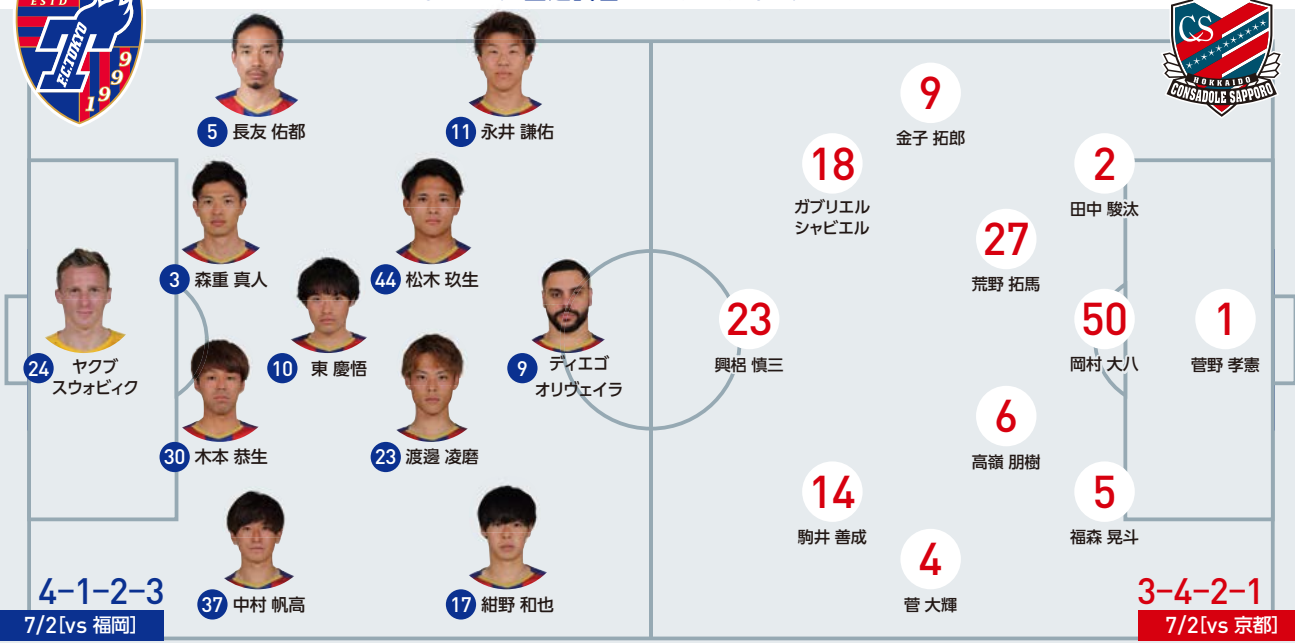 ESTD
F.C.TOKYO
1999
5 長友 佑都
11 永井 謙佑
3 森重 真人
44 松木 玖生
24 ヤクブ
スウォビィク
10 東 慶悟
9 ディエゴ
オリヴェイラ
30 木本 恭生
23 渡邊 凌磨
37 中村 帆高
17 紺野 和也
4-1-2-3
7/2[vs 福岡]
CS
HOKKAIDO
CONSADOLE SAPPORO
9
金子 拓郎
18
ガブリエル
シャビエル
2
田中 駿汰
27
荒野 拓馬
23
興梠 慎三
50
岡村 大八
1
菅野 孝憲
6
高嶺 朋樹
14
駒井 善成
5
福森 晃斗
4
菅 大輝
3-4-2-1
7/2[vs 京都]